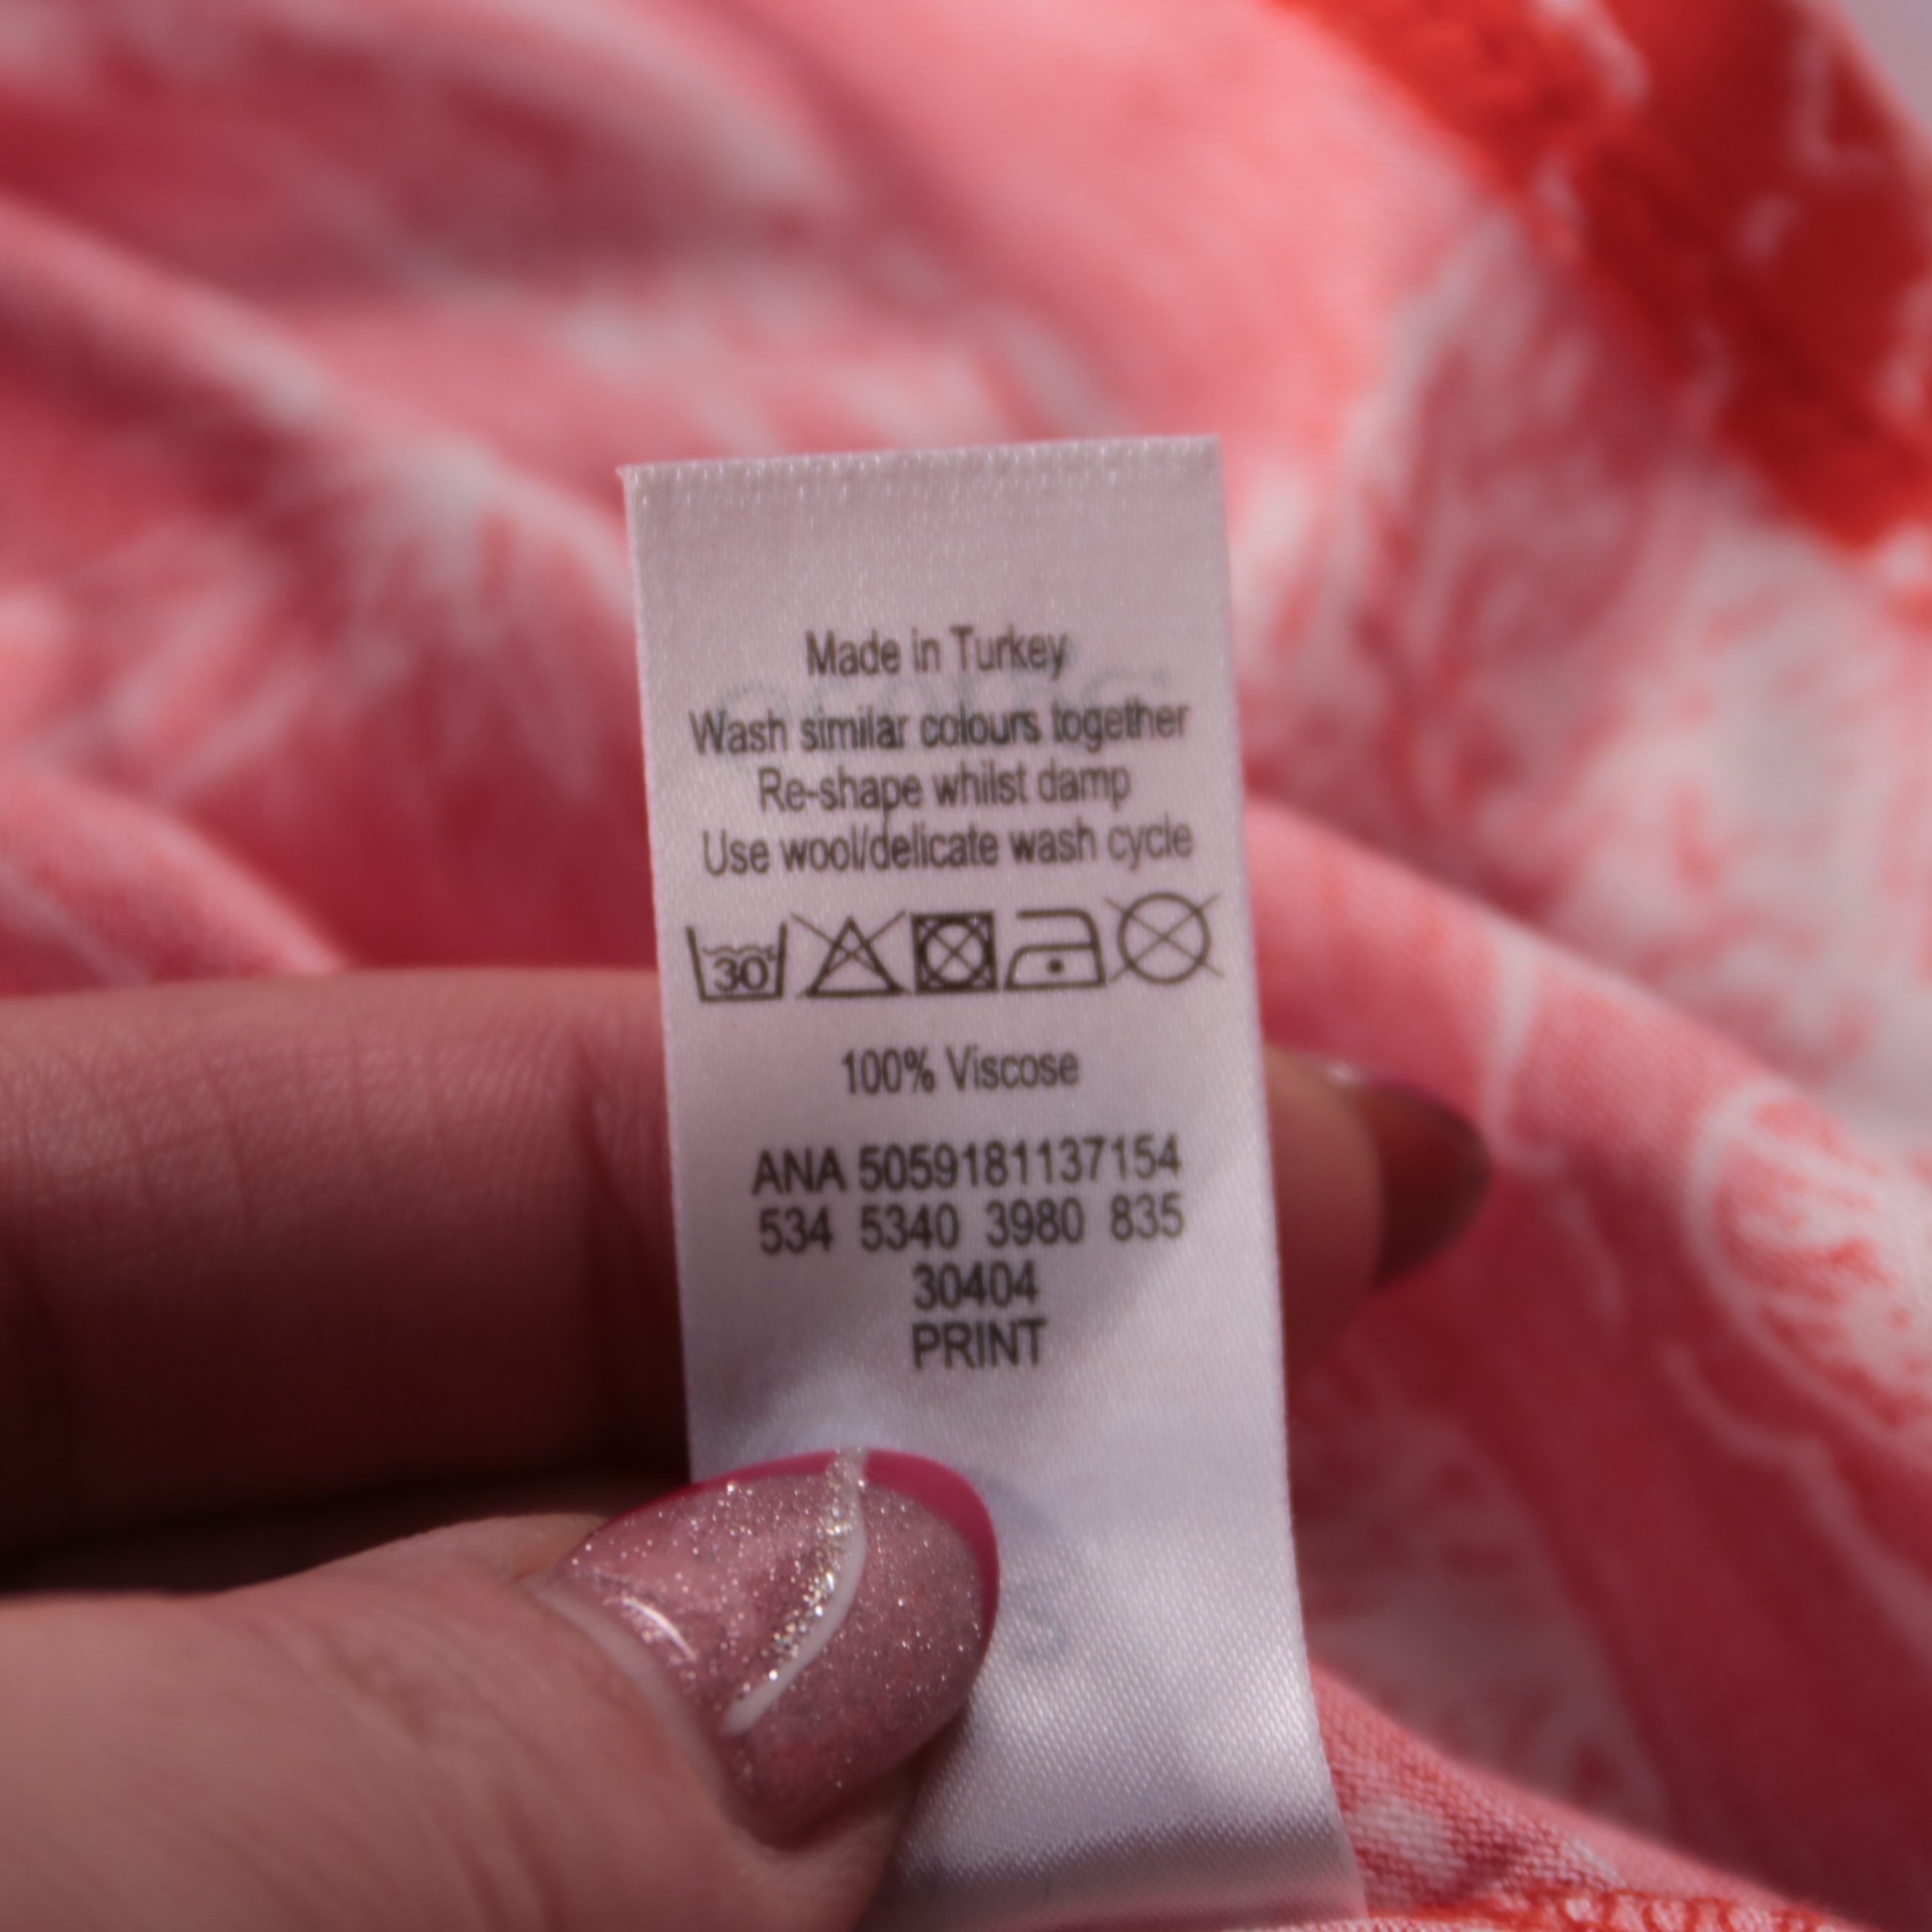 Made in Turkey
Wash similar colours together
Re-shape whilst damp
Use wool/delicate wash cycle
30
100% Viscose
ANA 5059181137154
534 5340 3980 835
30404
PRINT